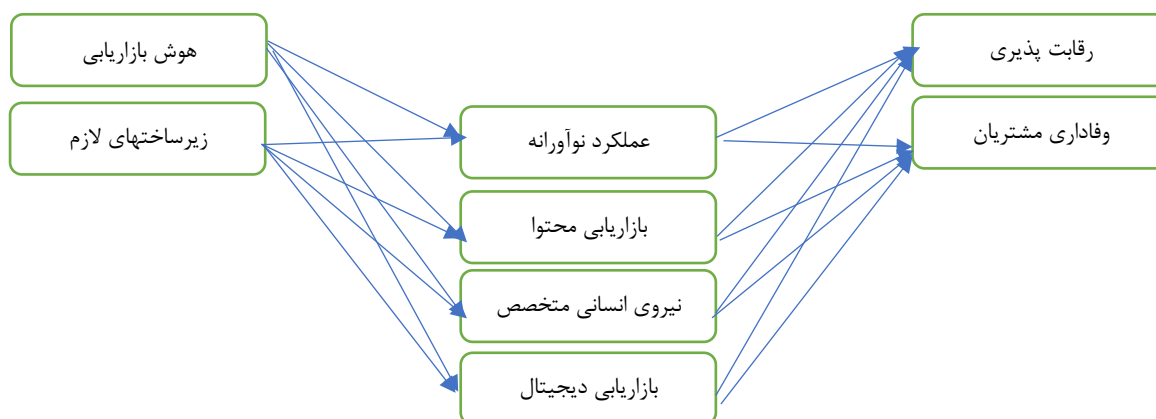 هوش بازاریابی
زیرساختهای لازم
عملکرد نوآورانه
بازاریابی محتوا
نیروی انسانی متخصص
بازاریابی دیجیتال
رقابت پذیری
وفاداری مشتریان